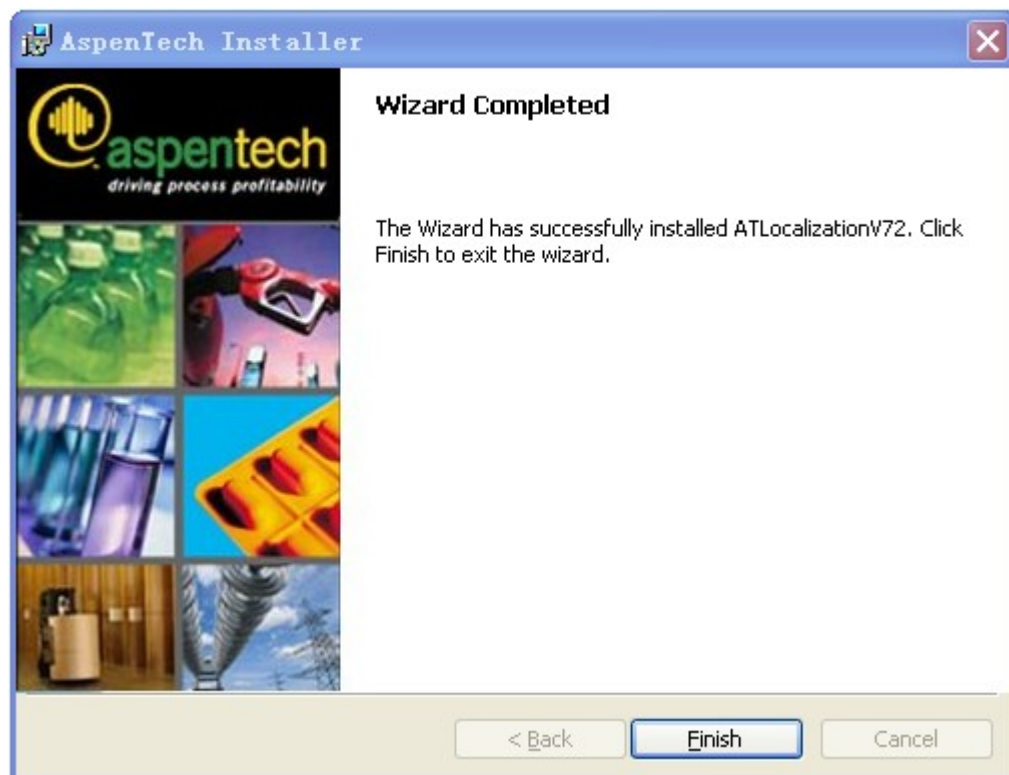 AspenTech Installer
aspentech
driving process profitability
Wizard Completed
The Wizard has successfully installed ATLocalizationV72. Click
Finish to exit the wizard.
< Back
Finish
Cancel